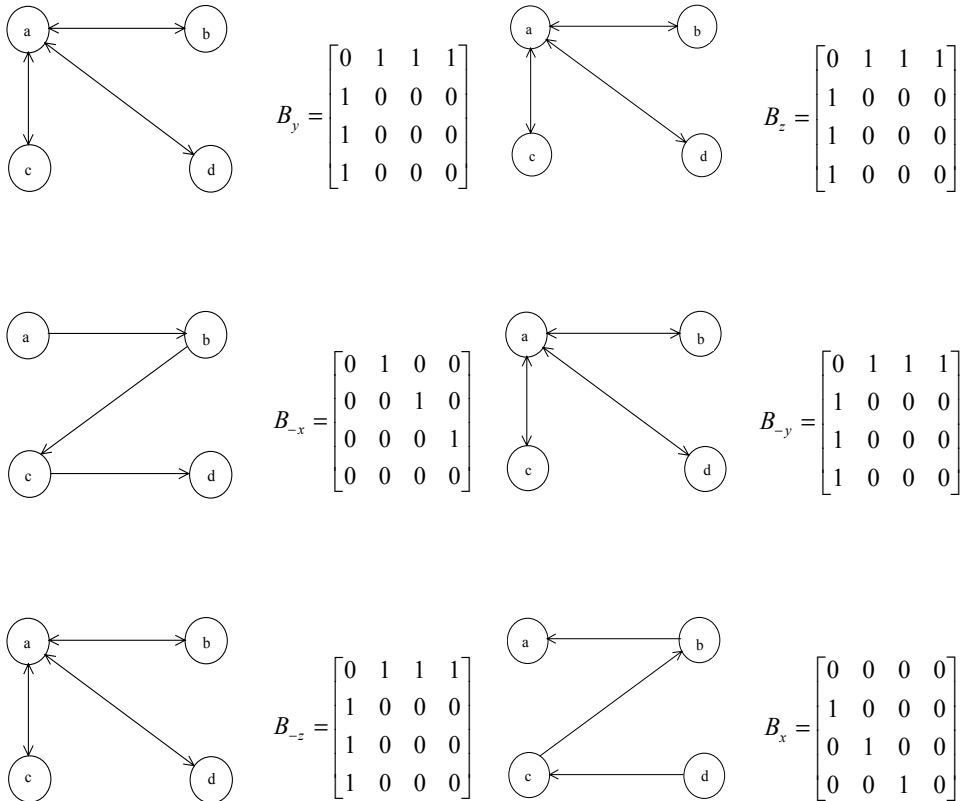 a b
c d
B_y = [0 1 1 1
1 0 0 0
1 0 0 0
1 0 0 0]
a b
c d
B_z = [0 1 1 1
1 0 0 0
1 0 0 0
1 0 0 0]
a b
c d
B_{-x} = [0 1 0 0
0 0 1 0
0 0 0 1
0 0 0 0]
a b
c d
B_{-y} = [0 1 1 1
1 0 0 0
1 0 0 0
1 0 0 0]
a b
c d
B_{-z} = [0 1 1 1
1 0 0 0
1 0 0 0
1 0 0 0]
a b
c d
B_x = [0 0 0 0
1 0 0 0
0 1 0 0
0 0 1 0]